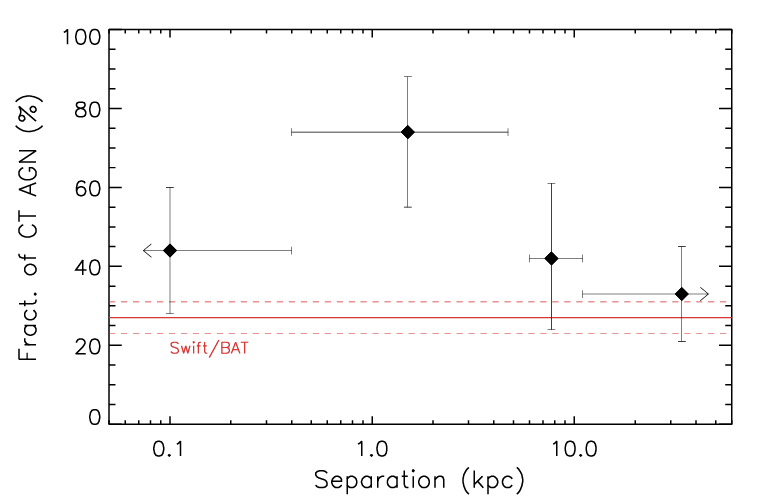 100
80
60
40
20
0
Fract. of CT AGN (%)
Swift/BAT
0.1 1.0 10.0
Separation (kpc)